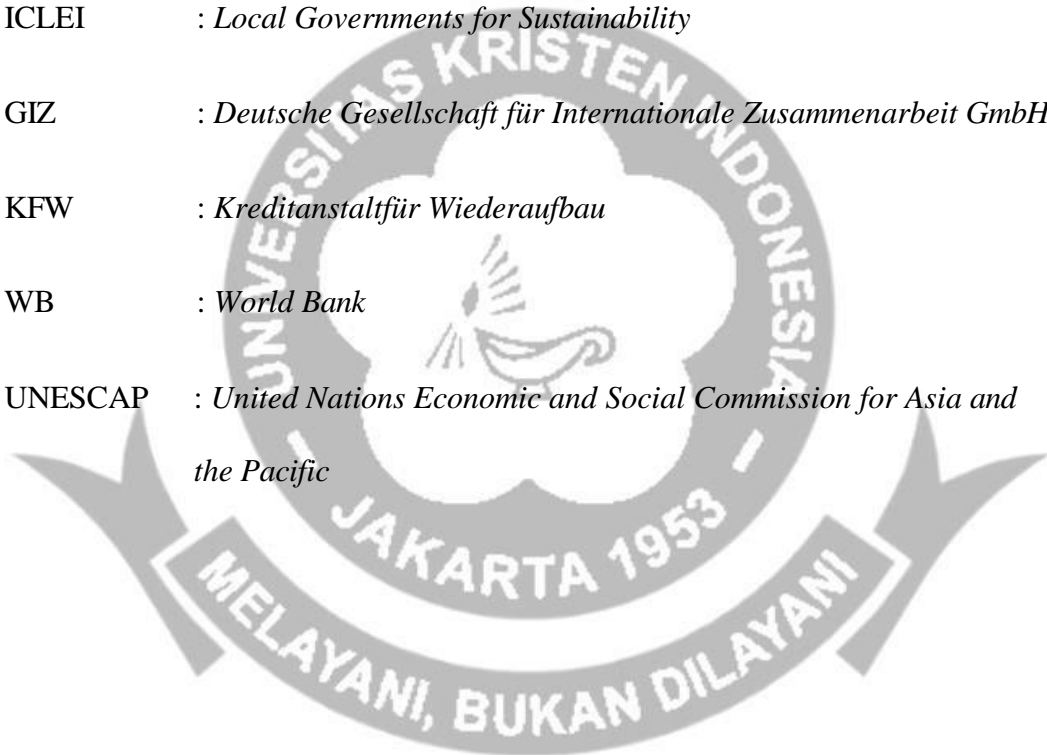 ICLEI : Local Governments for Sustainability
GIZ : Deutsche Gesellschaft für Internationale Zusammenarbeit GmbH
KFW : Kreditanstaltfür Wiederaufbau
WB : World Bank
UNESCAP : United Nations Economic and Social Commission for Asia and
the Pacific
UNIVERSITAS KRISTEN INDONESIA
– JAKARTA 1953 –
MELAYANI, BUKAN DILAYANI